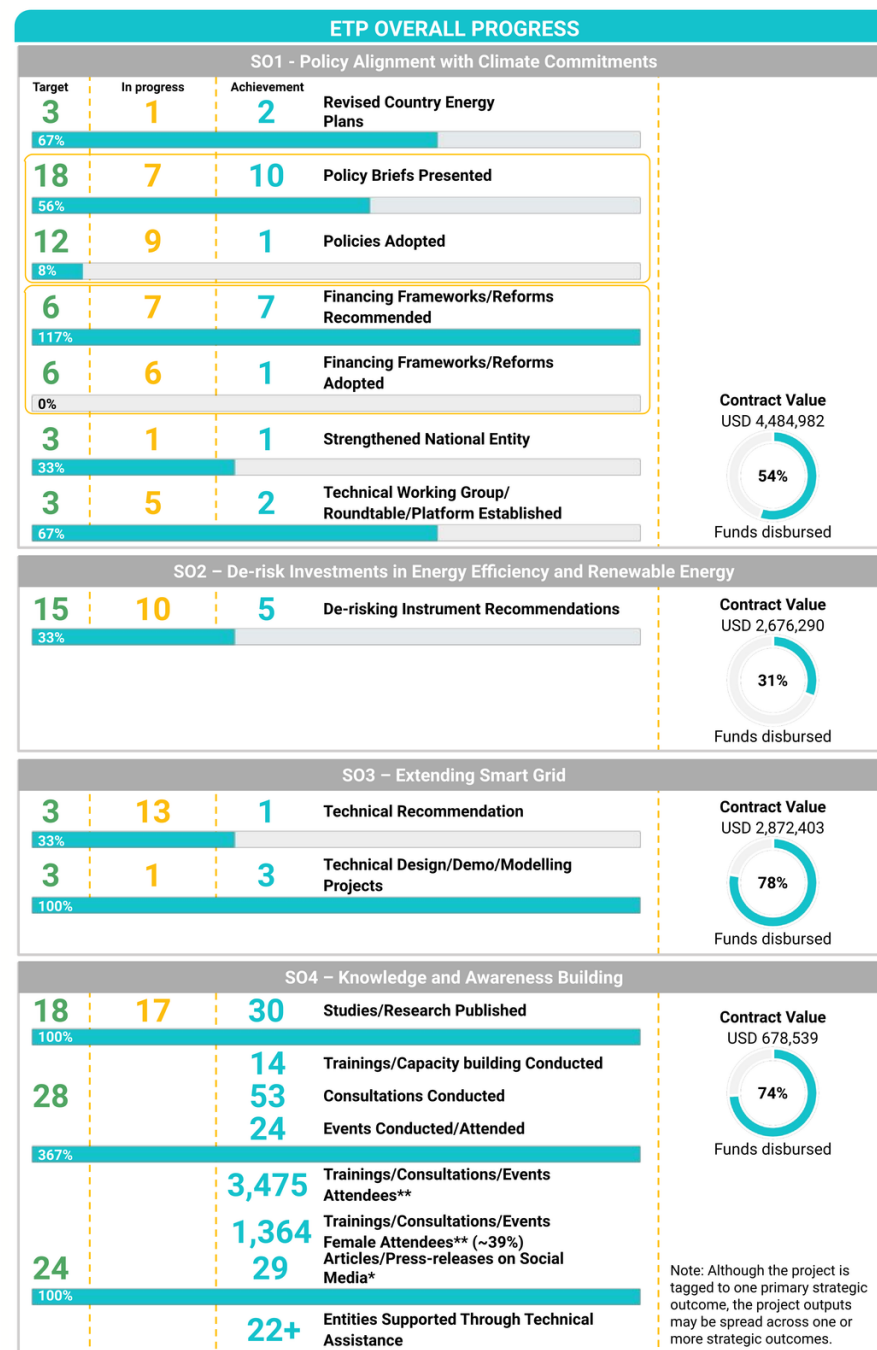 ETP OVERALL PROGRESS
SO1 - Policy Alignment with Climate Commitments
Target In progress Achievement
3 1 2 Revised Country Energy
Plans
67%
18 7 10 Policy Briefs Presented
56%
12 9 1 Policies Adopted
8%
6 7 7 Financing Frameworks/Reforms
Recommended
117%
6 6 1 Financing Frameworks/Reforms
Adopted
0%
3 1 1 Strengthened National Entity
33%
3 5 2 Technical Working Group/
Roundtable/Platform Established
67%
Contract Value
USD 4,484,982
54%
Funds disbursed
SO2 – De-risk Investments in Energy Efficiency and Renewable Energy
15 10 5 De-risking Instrument Recommendations
33%
Contract Value
USD 2,676,290
31%
Funds disbursed
SO3 – Extending Smart Grid
3 13 1 Technical Recommendation
33%
3 1 3 Technical Design/Demo/Modelling
Projects
100%
Contract Value
USD 2,872,403
78%
Funds disbursed
SO4 – Knowledge and Awareness Building
18 17 30 Studies/Research Published
100%
14 Trainings/Capacity building Conducted
28 53 Consultations Conducted
24 Events Conducted/Attended
367%
3,475 Trainings/Consultations/Events
Attendees**
1,364 Trainings/Consultations/Events
Female Attendees** (~39%)
24 29 Articles/Press-releases on Social
Media*
100%
22+ Entities Supported Through Technical
Assistance
Contract Value
USD 678,539
74%
Funds disbursed
Note: Although the project is
tagged to one primary strategic
outcome, the project outputs
may be spread across one or
more strategic outcomes.